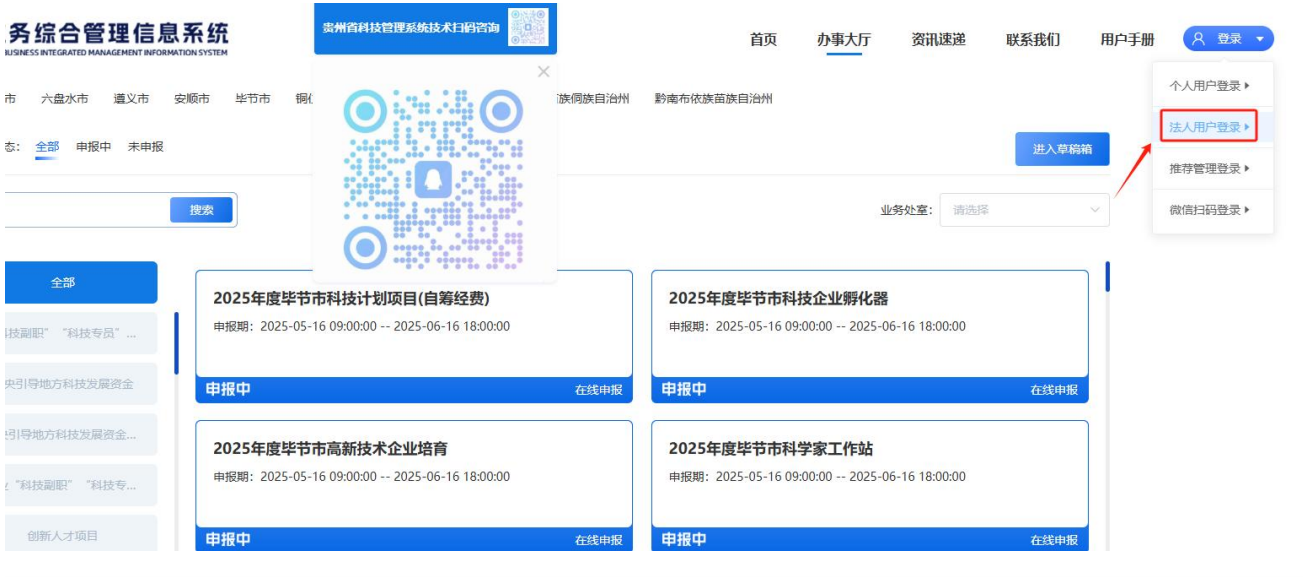 务综合管理信息系统
BUSINESS INTEGRATED MANAGEMENT INFORMATION SYSTEM
贵州省科技管理系统技术扫码咨询
首页 办事大厅 资讯速递 联系我们 用户手册 登录
个人用户登录
法人用户登录
推荐管理登录
微信扫码登录
市 六盘水市 遵义市 安顺市 毕节市 铜 族侗族自治州 黔南布依族苗族自治州
态: 全部 申报中 未申报
进入草稿箱
搜索
业务处室: 请选择
全部
科技副职” “科技专员” ...
央引导地方科技发展资金
引导地方科技发展资金...
“科技副职” “科技专...
创新人才项目
2025年度毕节市科技计划项目(自筹经费)
申报期: 2025-05-16 09:00:00 -- 2025-06-16 18:00:00
申报中 在线申报
2025年度毕节市科技企业孵化器
申报期: 2025-05-16 09:00:00 -- 2025-06-16 18:00:00
申报中 在线申报
2025年度毕节市高新技术企业培育
申报期: 2025-05-16 09:00:00 -- 2025-06-16 18:00:00
申报中 在线申报
2025年度毕节市科学家工作站
申报期: 2025-05-16 09:00:00 -- 2025-06-16 18:00:00
申报中 在线申报